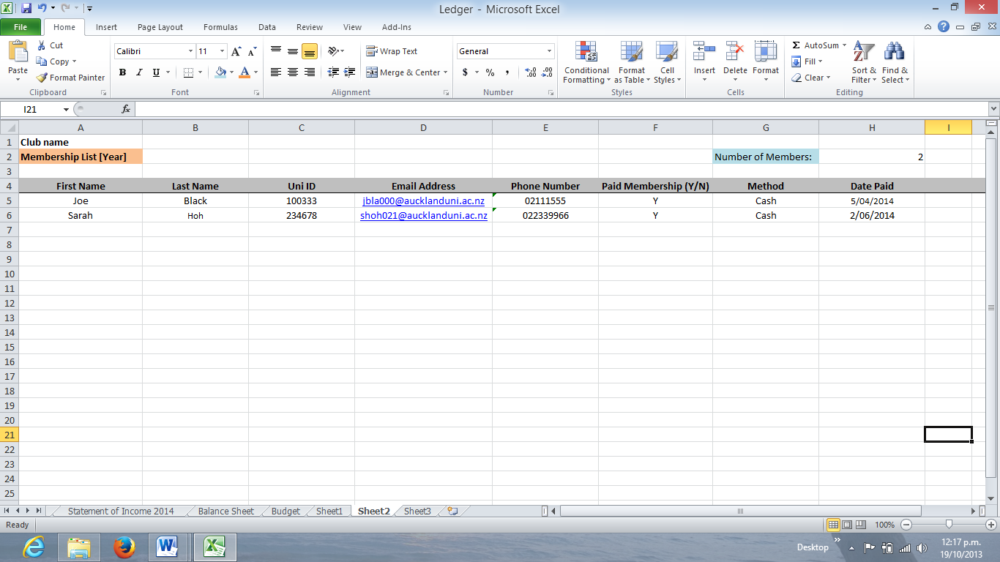 Ledger - Microsoft Excel
File Home Insert Page Layout Formulas Data Review View Add-Ins
Paste Cut Copy Format Painter Clipboard
Calibri 11 A A B I U A Font
Wrap Text Merge & Center Alignment
General $ % , .00 .0 Number
Conditional Formatting Format as Table Cell Styles Styles
Insert Delete Format Cells
Σ AutoSum Fill Clear Sort & Filter Find & Select Editing
I21 fx
A B C D E F G H I
1 Club name
2 Membership List [Year] Number of Members: 2
3
4 First Name Last Name Uni ID Email Address Phone Number Paid Membership (Y/N) Method Date Paid
5 Joe Black 100333 jbla000@aucklanduni.ac.nz 02111555 Y Cash 5/04/2014
6 Sarah Hoh 234678 shoh021@aucklanduni.ac.nz 022339966 Y Cash 2/06/2014
7
8
9
10
11
12
13
14
15
16
17
18
19
20
21
22
23
24
25
Statement of Income 2014 Balance Sheet Budget Sheet1 Sheet2 Sheet3
Ready 100%
Desktop 12:17 p.m.
19/10/2013